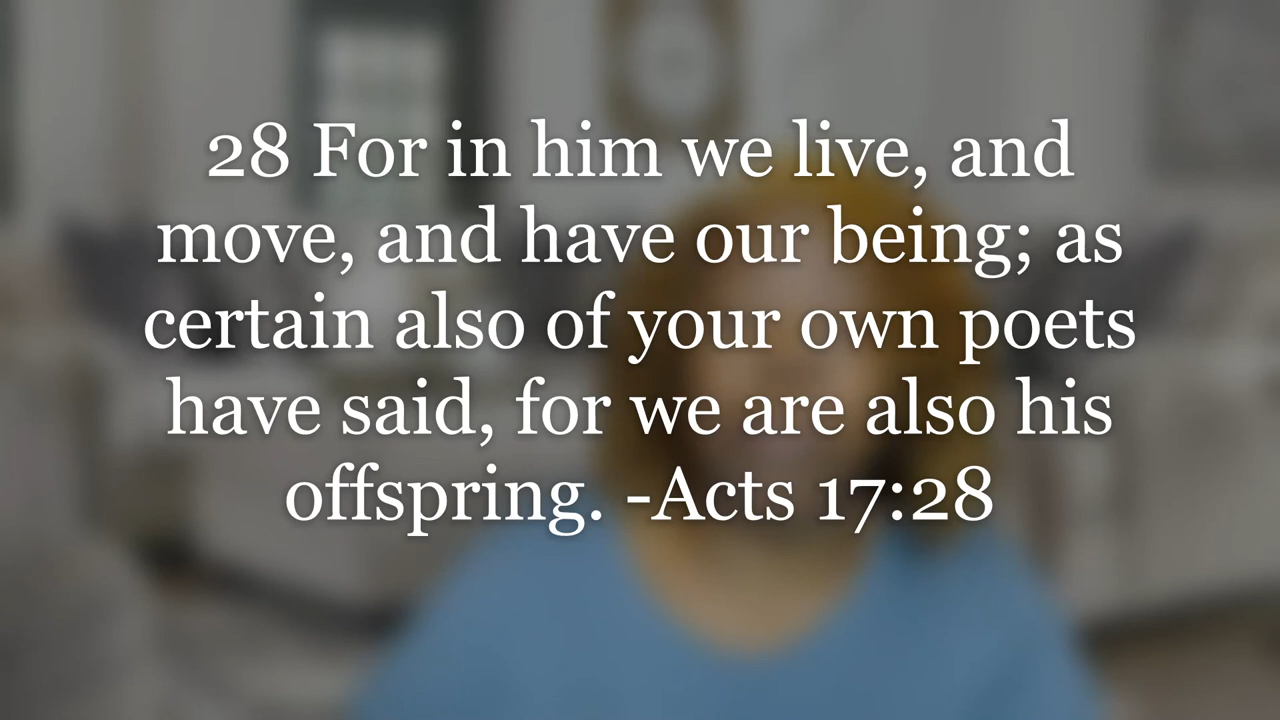 28 For in him we live, and
move, and have our being; as
certain also of your own poets
have said, for we are also his
offspring. -Acts 17:28